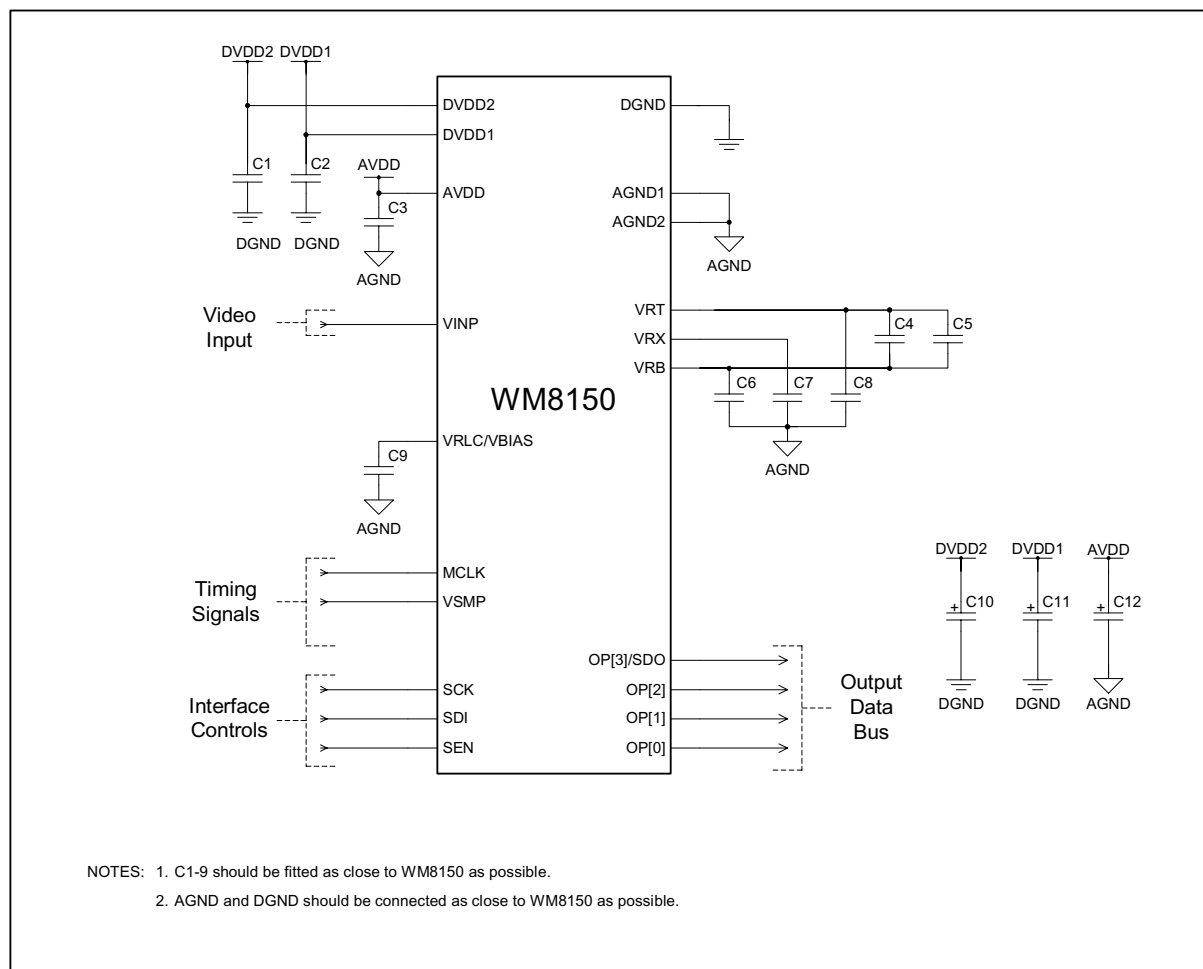 DVDD2 DVDD1
DVDD2
DGND
DVDD1
C1
C2
AVDD
AVDD
AGND1
C3
AGND2
DGND
DGND
AGND
AGND
Video
Input
VINP
VRT
C4
C5
VRX
VRB
C6
C7
C8
WM8150
VRLC/VBIAS
C9
AGND
AGND
DVDD2
DVDD1
AVDD
Timing
Signals
MCLK
VSMP
+
C10
+
C11
+
C12
OP[3]/SDO
Interface
Controls
SCK
SDI
SEN
OP[2]
OP[1]
OP[0]
Output
Data
Bus
DGND
DGND
AGND
NOTES: 1. C1-9 should be fitted as close to WM8150 as possible.
2. AGND and DGND should be connected as close to WM8150 as possible.